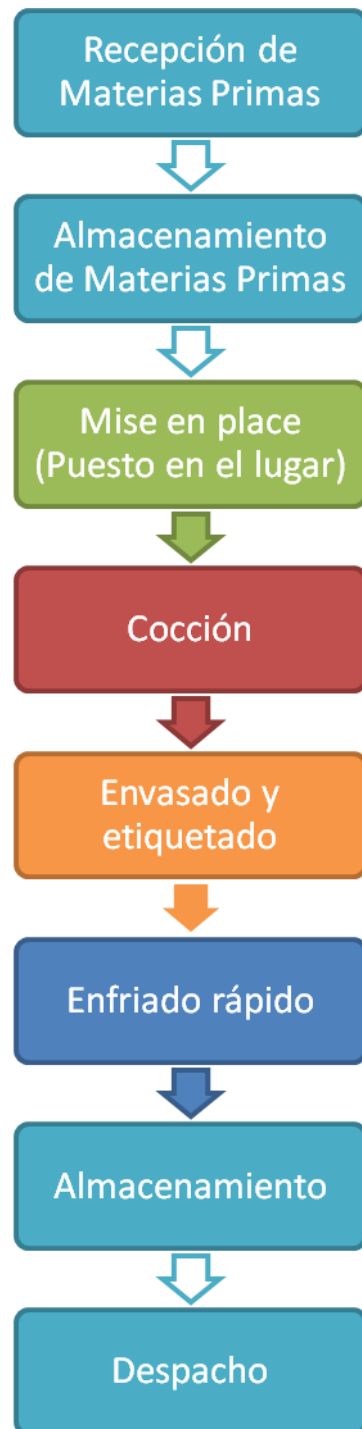 Recepción de
Materias Primas
Almacenamiento
de Materias Primas
Mise en place
(Puesto en el lugar)
Cocción
Envasado y
etiquetado
Enfriado rápido
Almacenamiento
Despacho